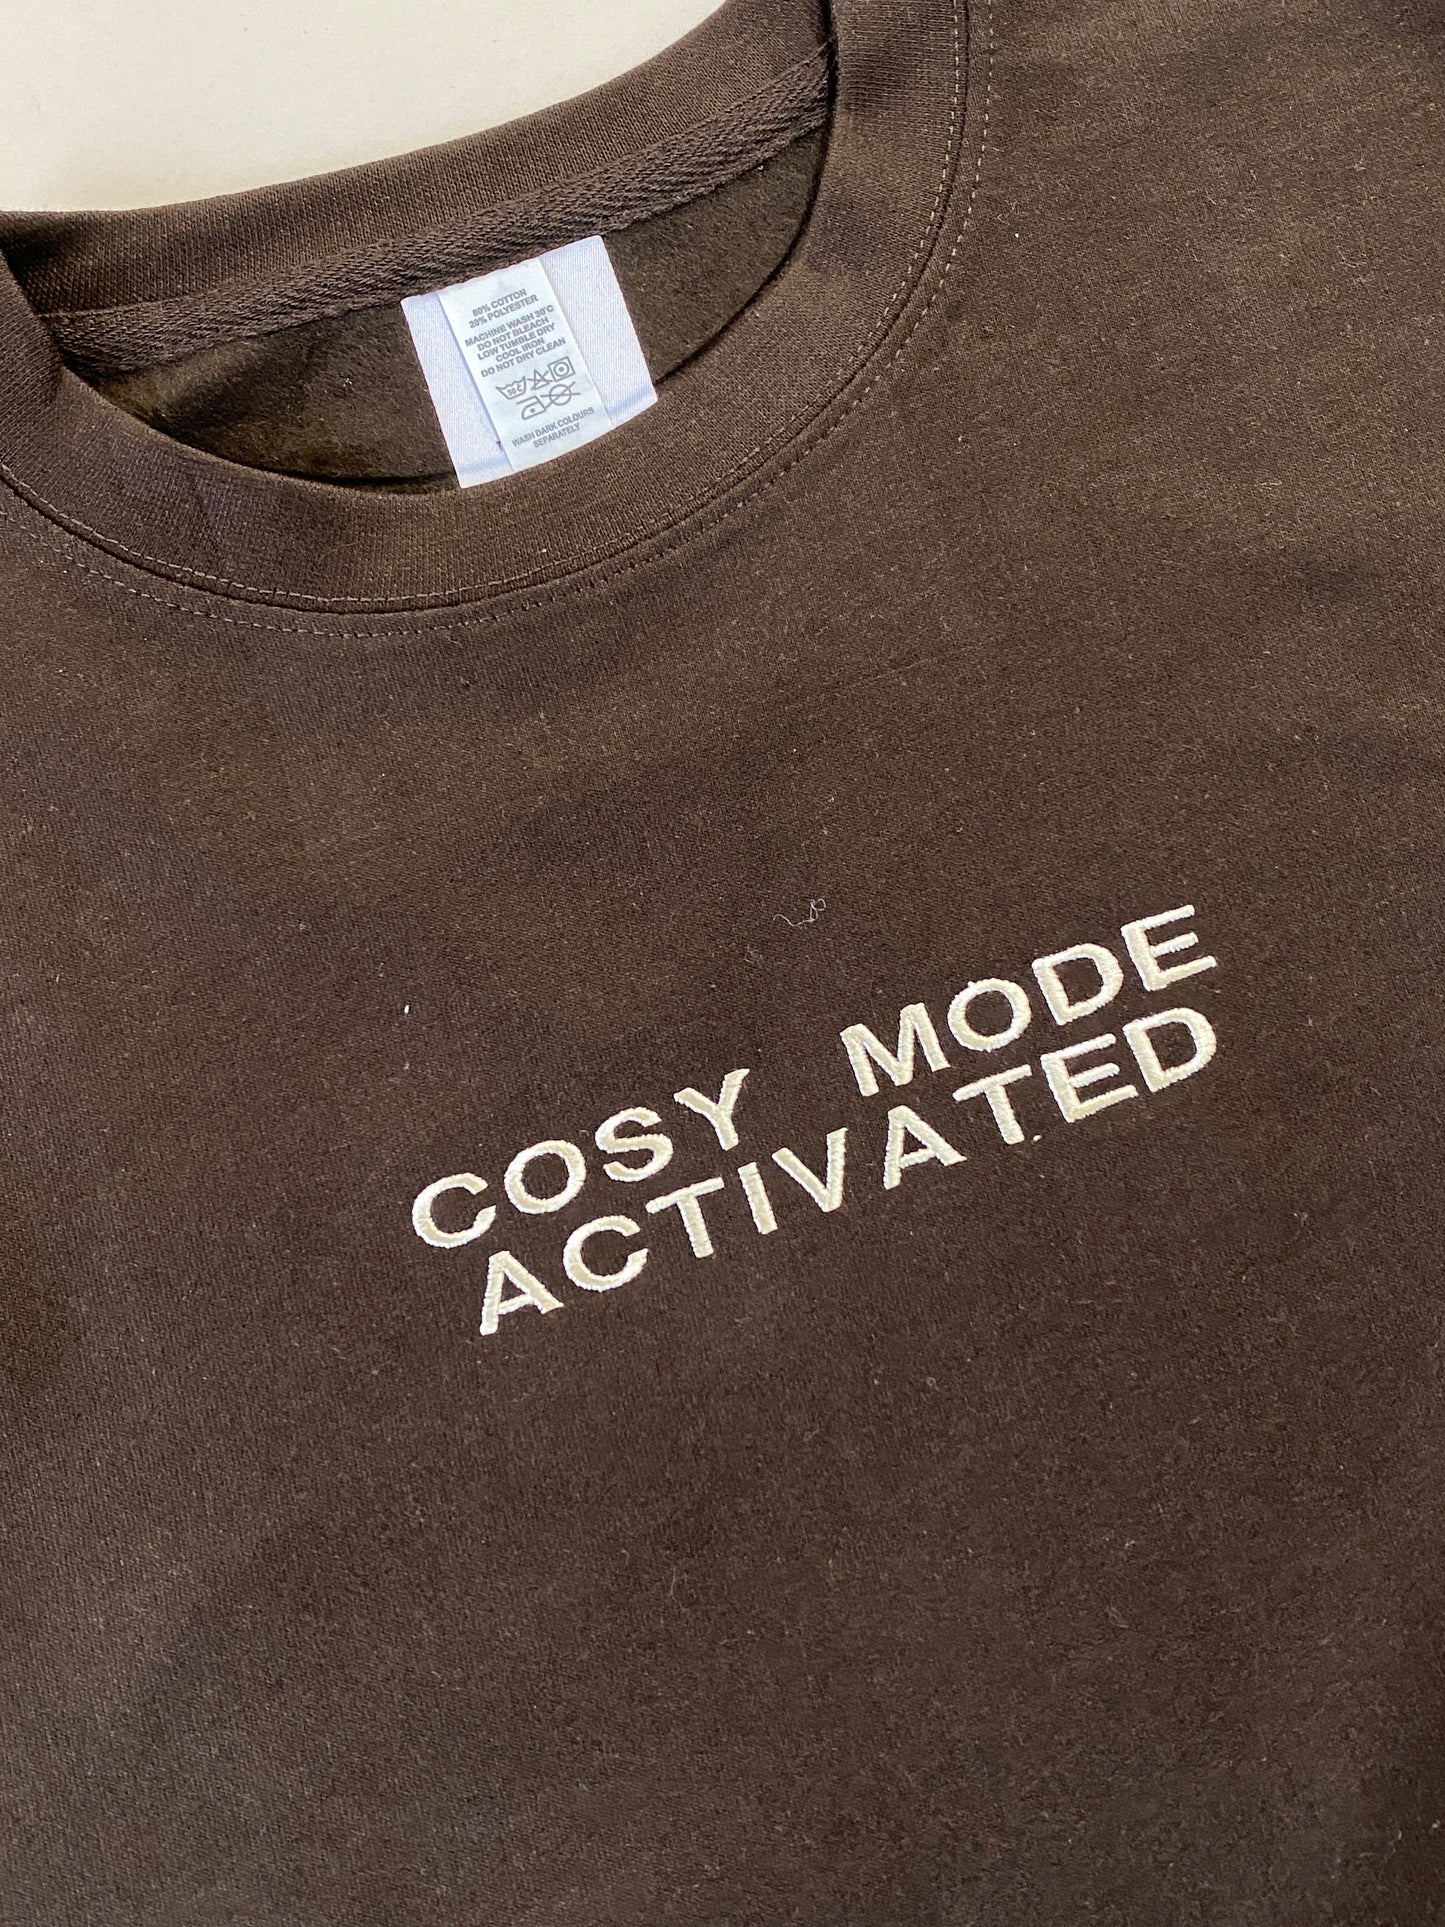 80% COTTON
20% POLYESTER
MACHINE WASH 30°C
DO NOT BLEACH
LOW TUMBLE DRY
COOL IRON
DO NOT DRY CLEAN
30°C
WASH DARK COLOURS
SEPARATELY
COSY MODE
ACTIVATED